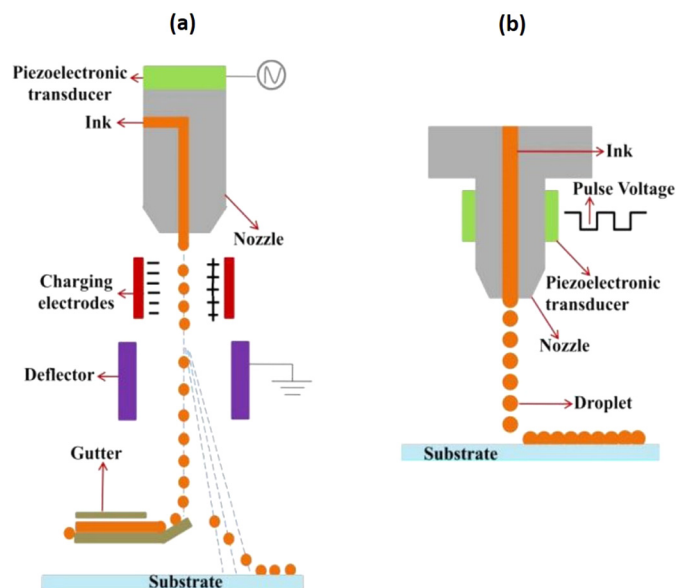 (a)
Piezoelectronic
transducer
Ink
Nozzle
Charging
electrodes
Deflector
Gutter
Substrate
(b)
Ink
Pulse Voltage
Piezoelectronic
transducer
Nozzle
Droplet
Substrate